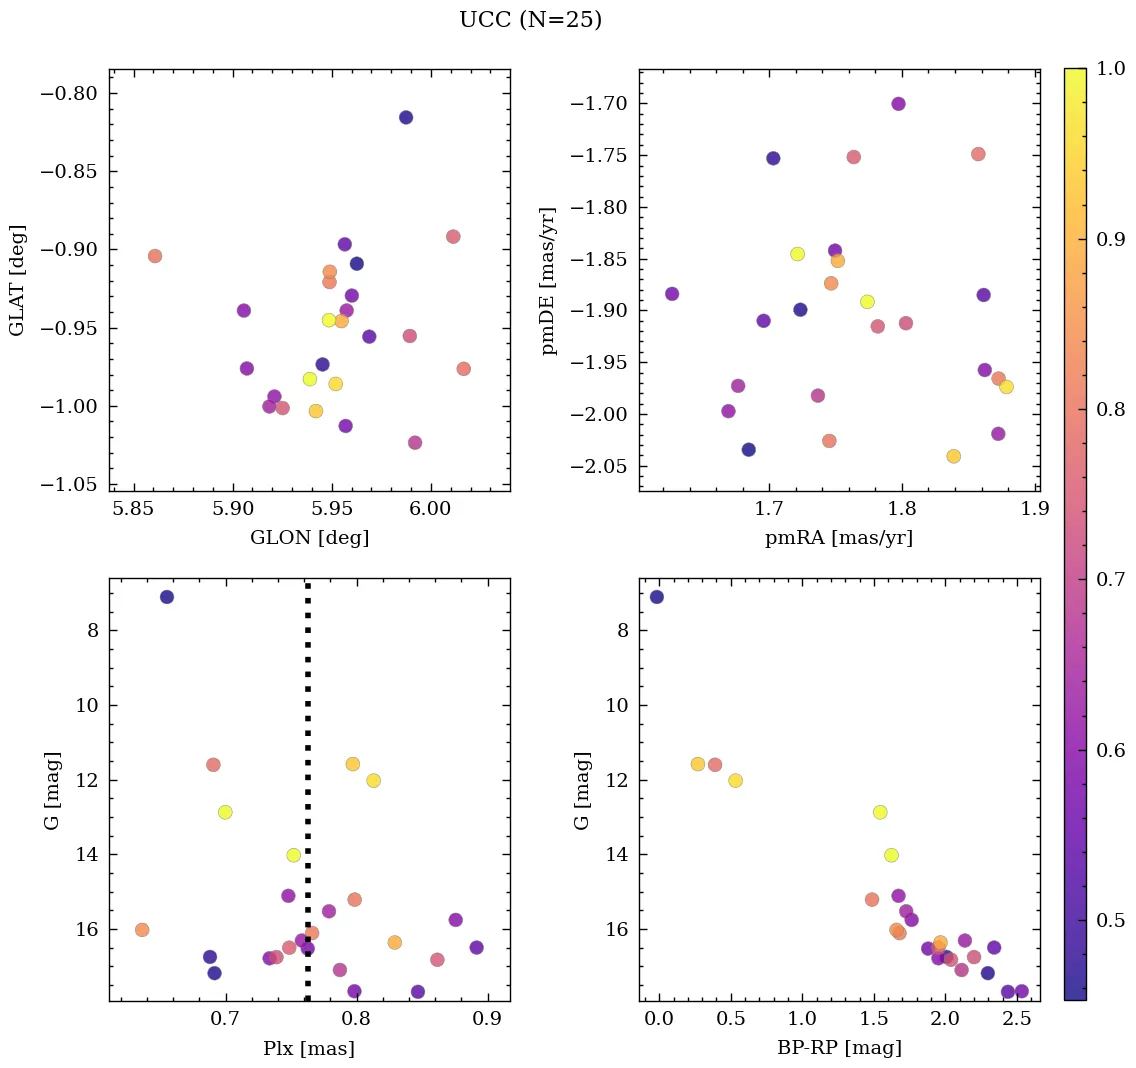 UCC (N=25)
−0.80
−0.85
−0.90
−0.95
−1.00
−1.05
GLAT [deg]
5.85 5.90 5.95 6.00
GLON [deg]
−1.70
−1.75
−1.80
−1.85
−1.90
−1.95
−2.00
−2.05
pmDE [mas/yr]
1.7 1.8 1.9
pmRA [mas/yr]
8
10
12
14
16
G [mag]
0.7 0.8 0.9
Plx [mas]
8
10
12
14
16
G [mag]
0.0 0.5 1.0 1.5 2.0 2.5
BP-RP [mag]
1.0
0.9
0.8
0.7
0.6
0.5